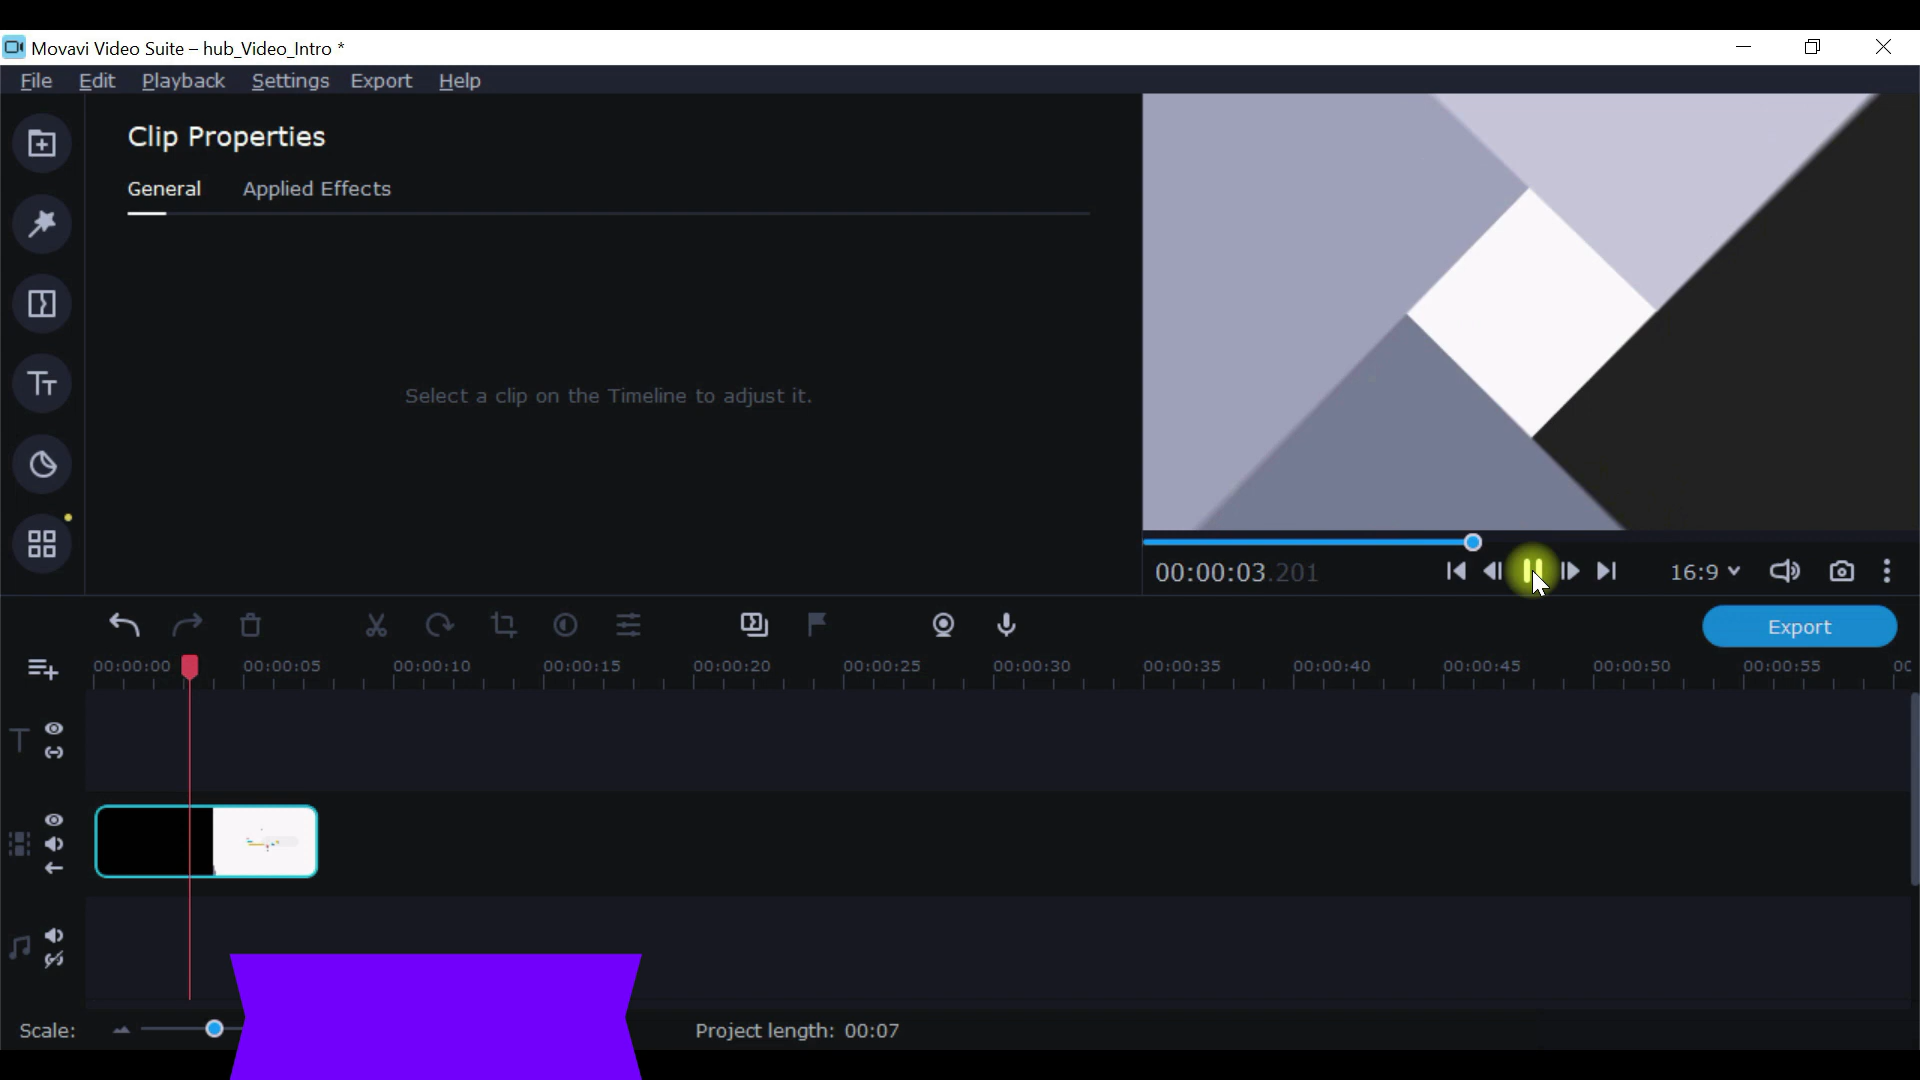 Movavi Video Suite – hub_Video_Intro *
File Edit Playback Settings Export Help
Clip Properties
General Applied Effects
Select a clip on the Timeline to adjust it.
00:00:03.201
16:9
Export
00:00:00 00:00:05 00:00:10 00:00:15 00:00:20 00:00:25 00:00:30 00:00:35 00:00:40 00:00:45 00:00:50 00:00:55 00
Scale:
Project length: 00:07